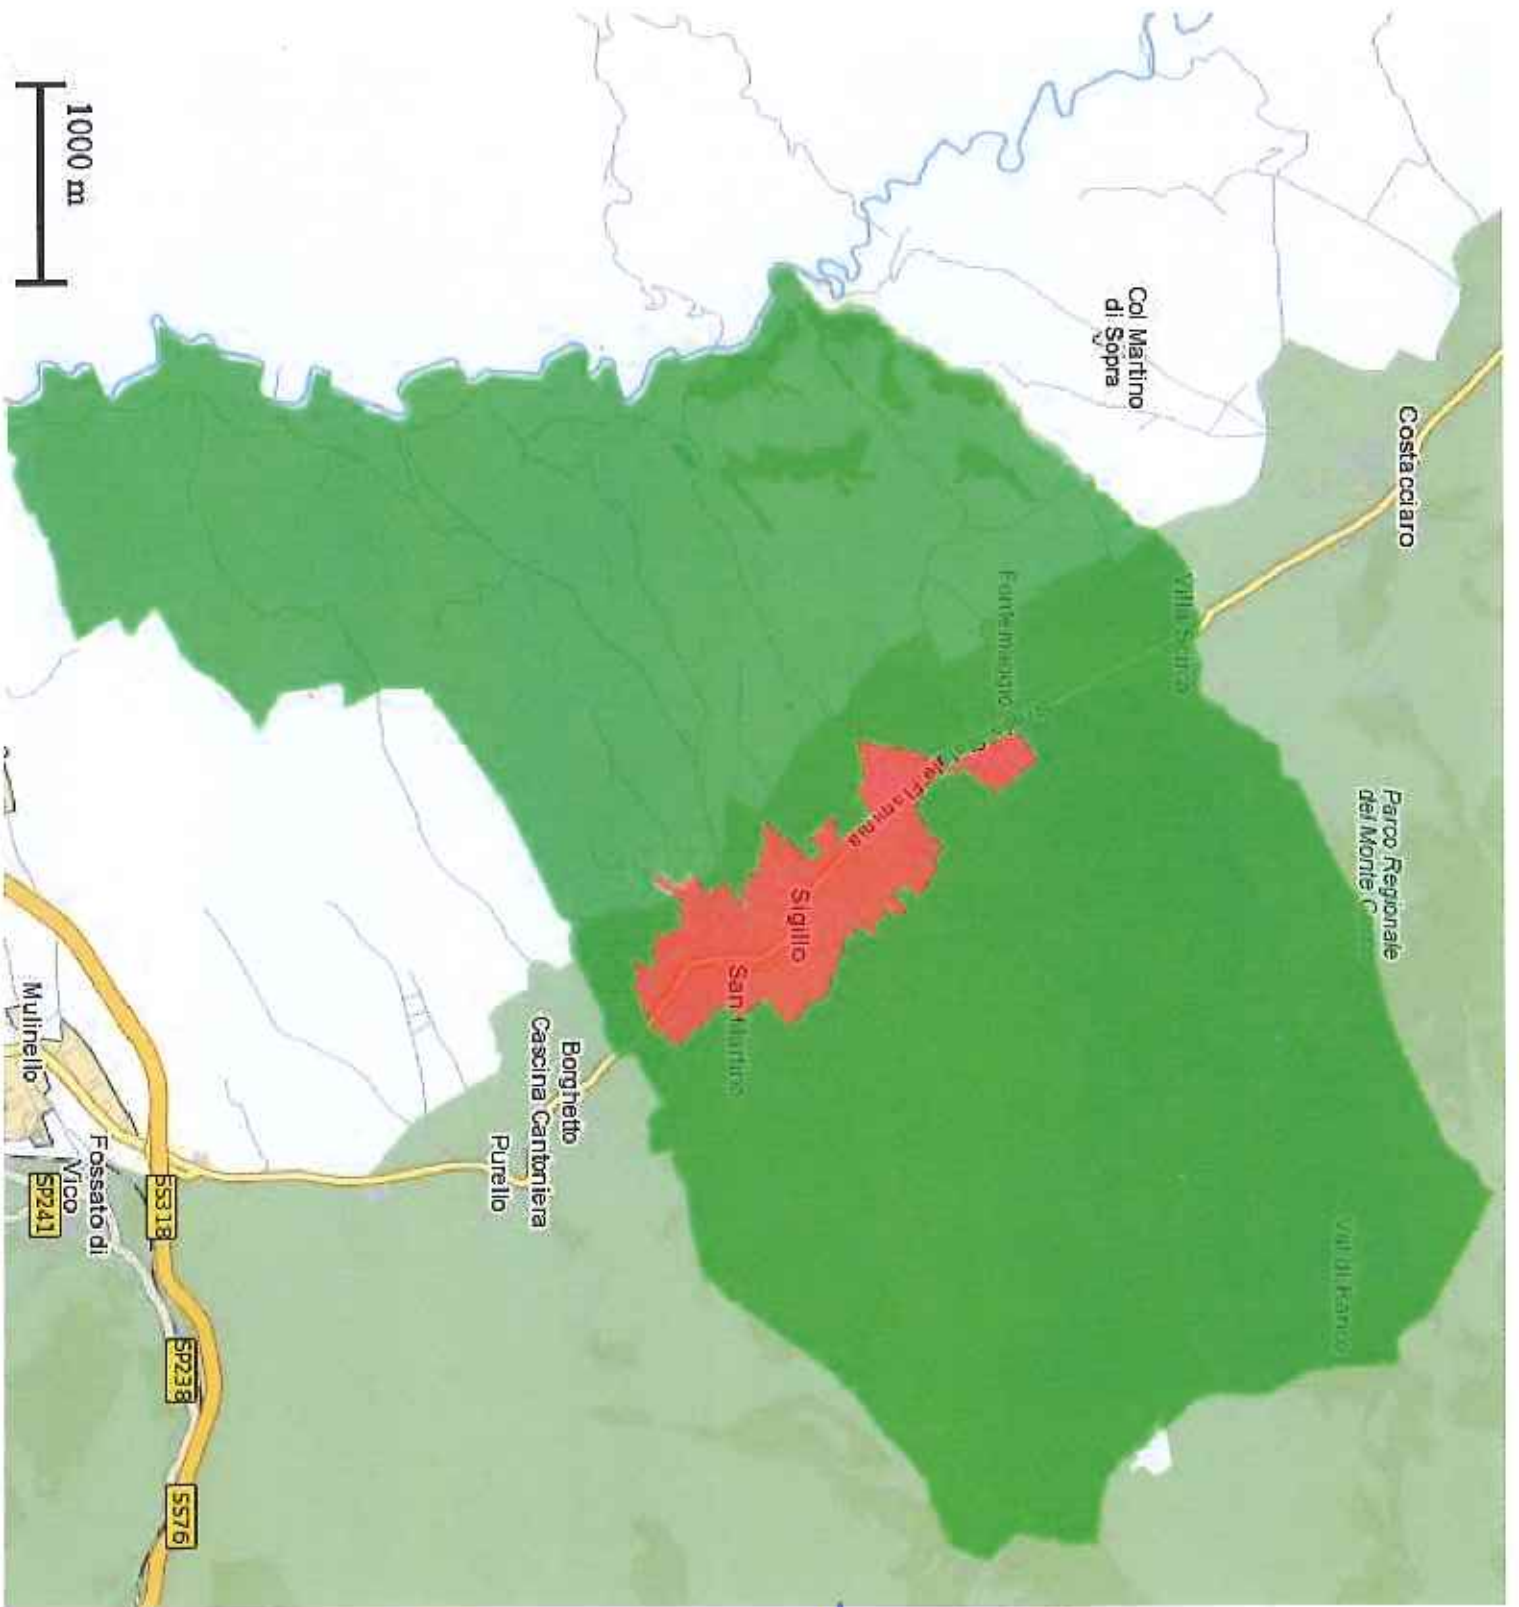 Costacciaro
Col Martino
di Sopra
Villa Scirca
Fontemaggio
Parco Regionale
del Monte C
Flaminia
Sigillo
San Martino
Val di Ranco
Borghetto
Cascina Cantoniera
Purello
Mulinello
Fossato di
Vico
SP241
SS318
SP238
SS76
1000 m